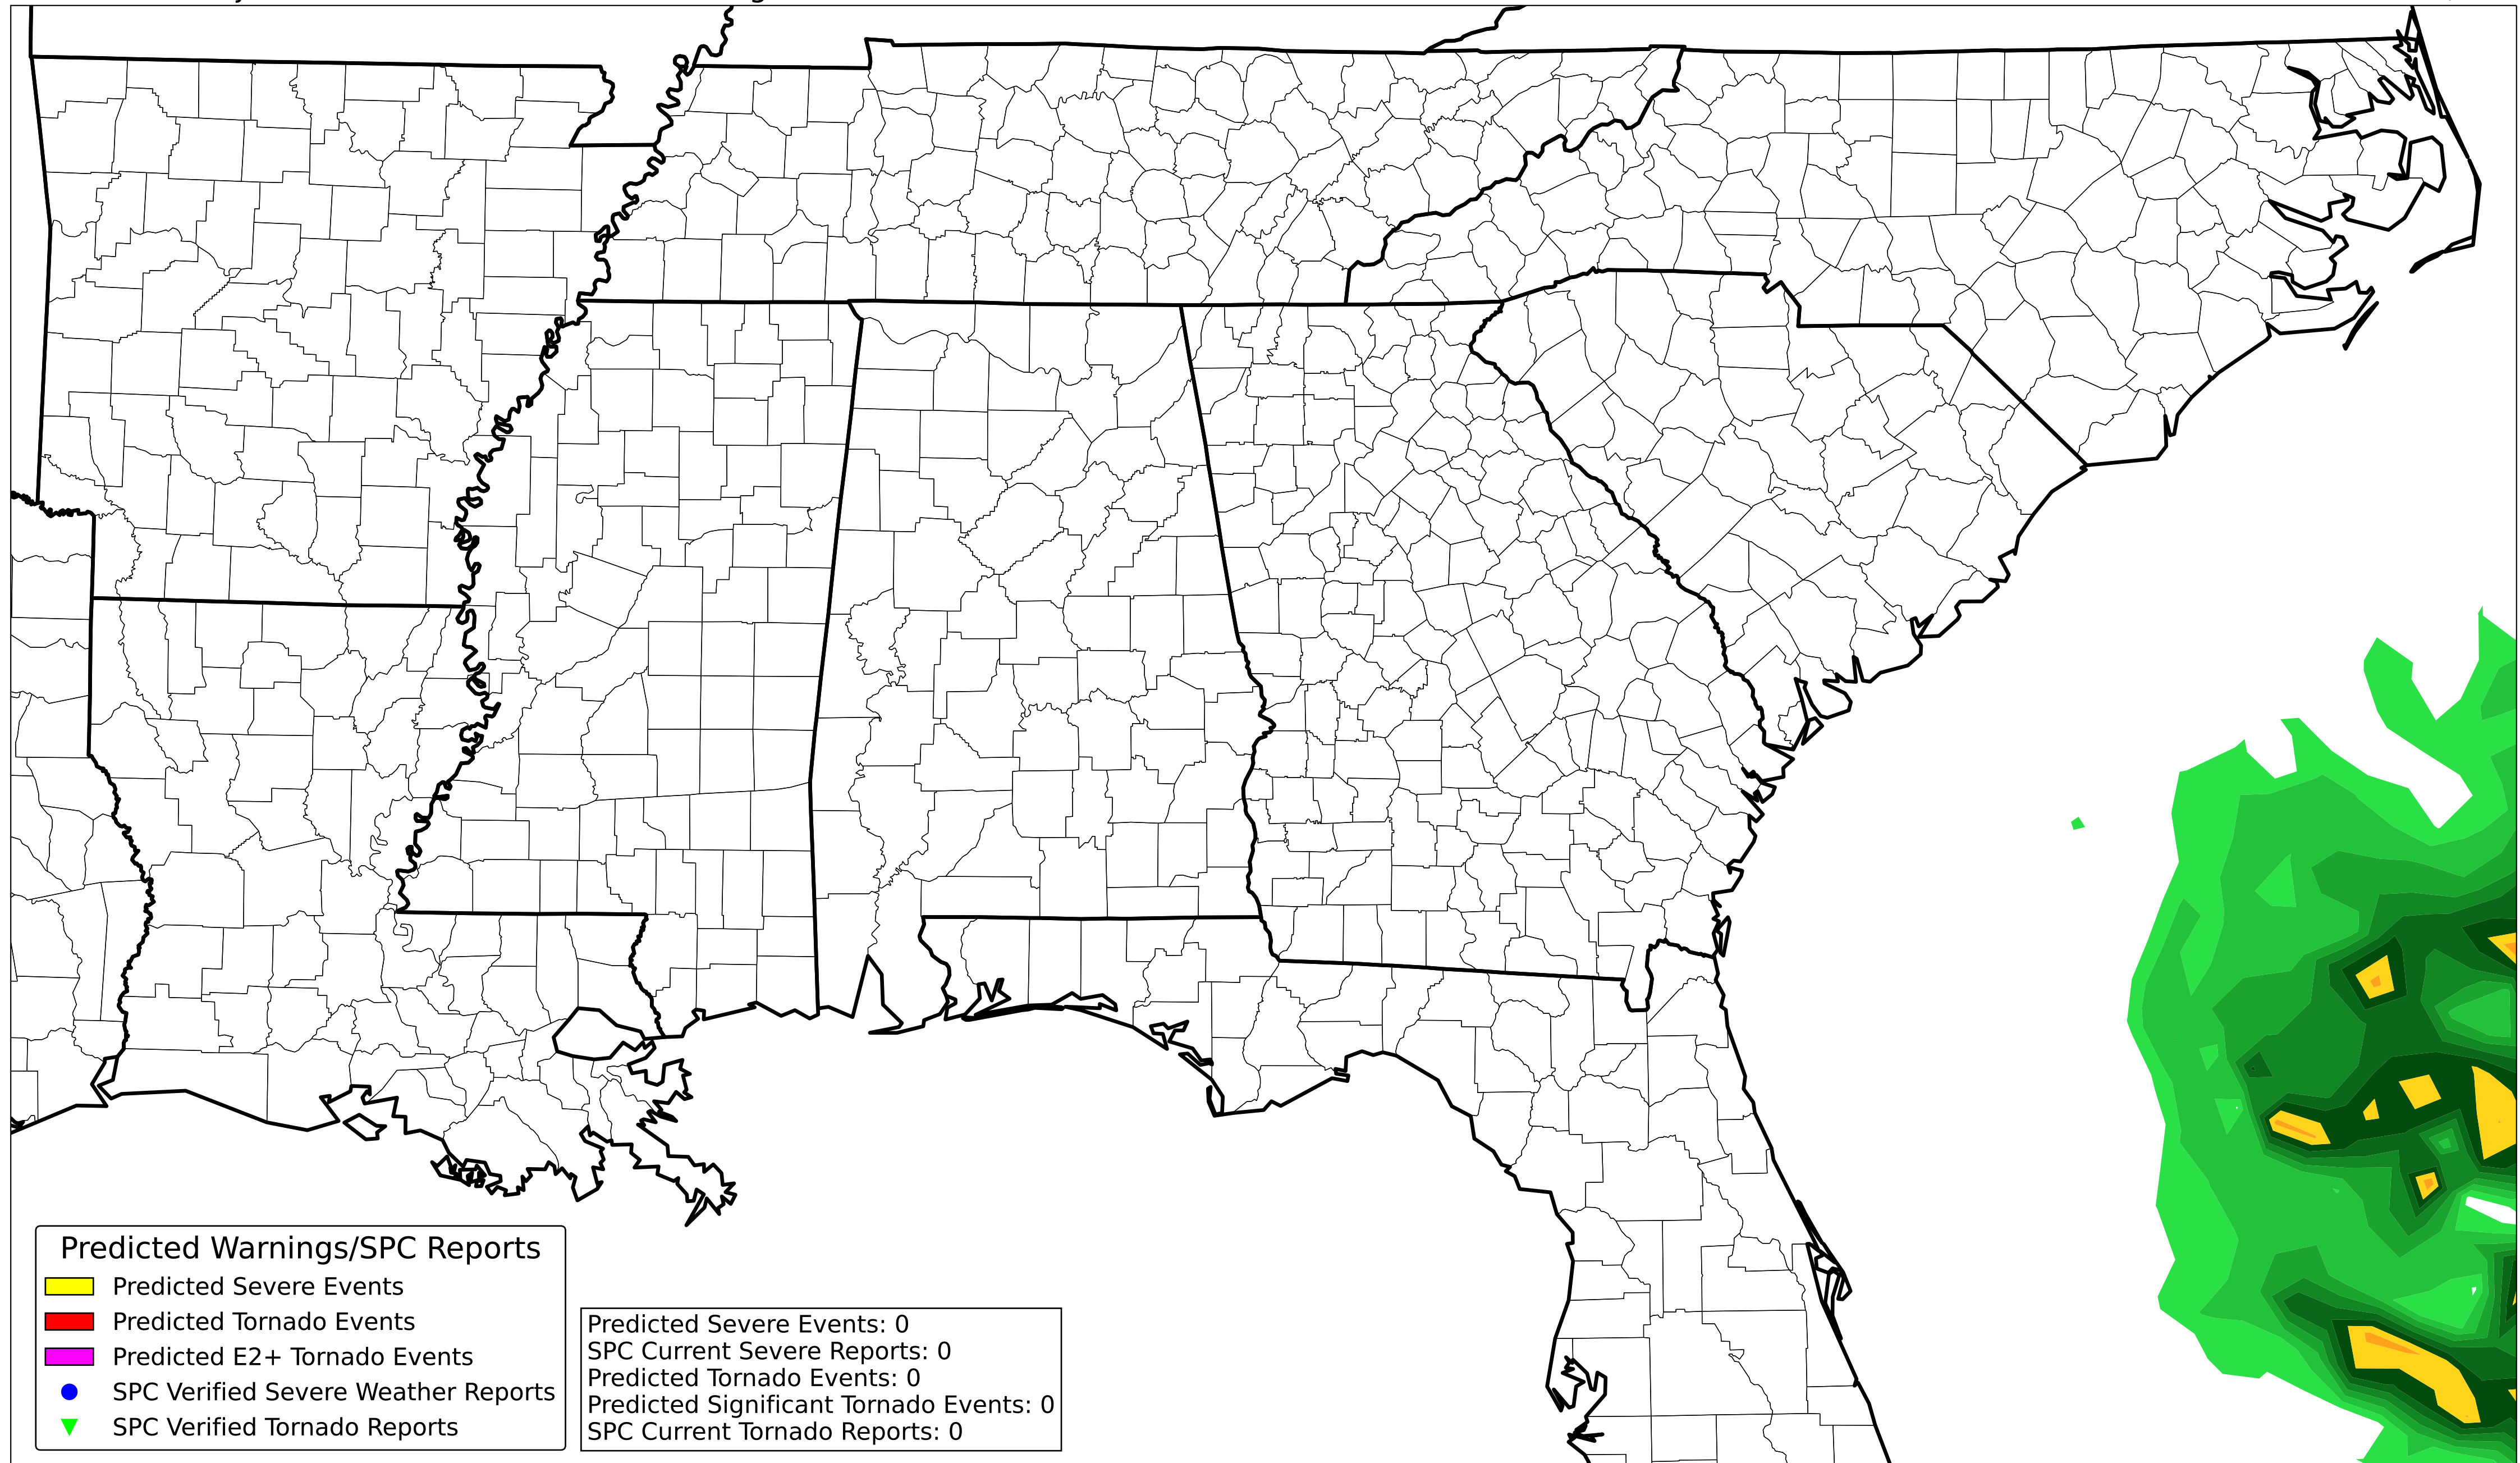 Predicted Warnings/SPC Reports
Predicted Severe Events
Predicted Tornado Events
Predicted E2+ Tornado Events
SPC Verified Severe Weather Reports
SPC Verified Tornado Reports
Predicted Severe Events: 0
SPC Current Severe Reports: 0
Predicted Tornado Events: 0
Predicted Significant Tornado Events: 0
SPC Current Tornado Reports: 0